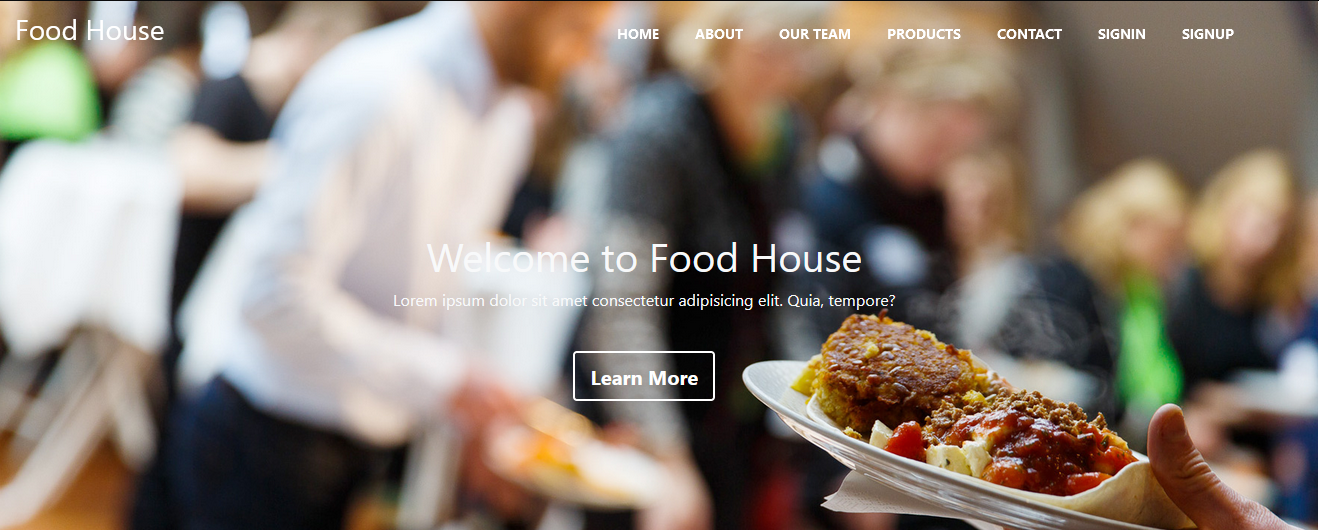 Food House
HOME ABOUT OUR TEAM PRODUCTS CONTACT SIGNIN SIGNUP
Welcome to Food House
Lorem ipsum dolor sit amet consectetur adipisicing elit. Quia, tempore?
Learn More